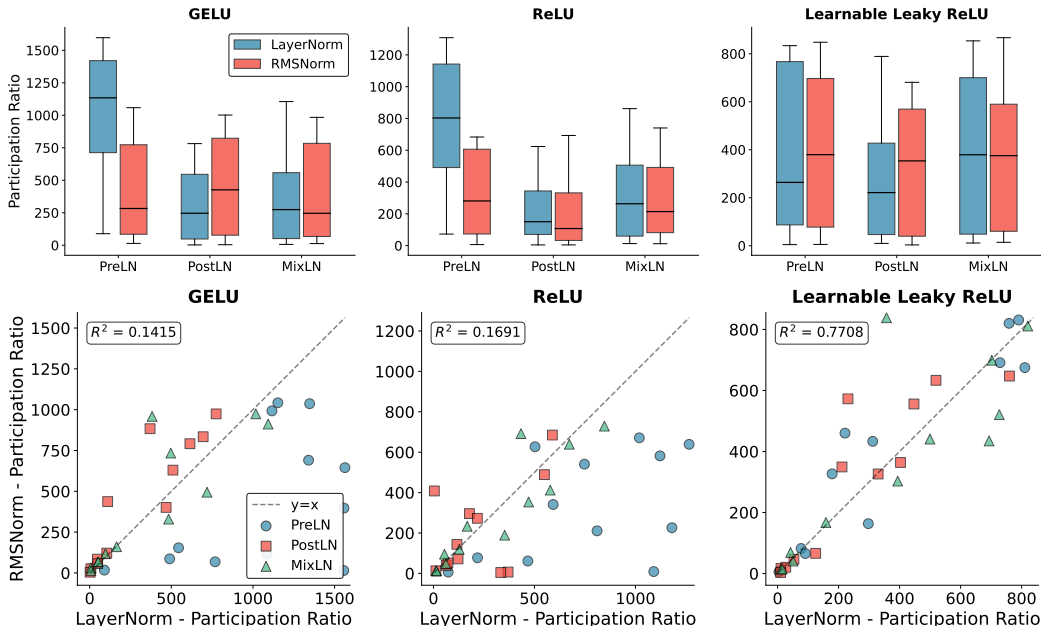 GELU
ReLU
Learnable Leaky ReLU
Participation Ratio
1500
1250
1000
750
500
250
0
LayerNorm
RMSNorm
PreLN
PostLN
MixLN
1200
1000
800
600
400
200
0
PreLN
PostLN
MixLN
800
600
400
200
0
PreLN
PostLN
MixLN
GELU
ReLU
Learnable Leaky ReLU
RMSNorm - Participation Ratio
1500
1250
1000
750
500
250
0
R² = 0.1415
y=x
PreLN
PostLN
MixLN
0
500
1000
1500
LayerNorm - Participation Ratio
1200
1000
800
600
400
200
0
R² = 0.1691
0
500
1000
LayerNorm - Participation Ratio
800
600
400
200
0
R² = 0.7708
0
200
400
600
800
LayerNorm - Participation Ratio